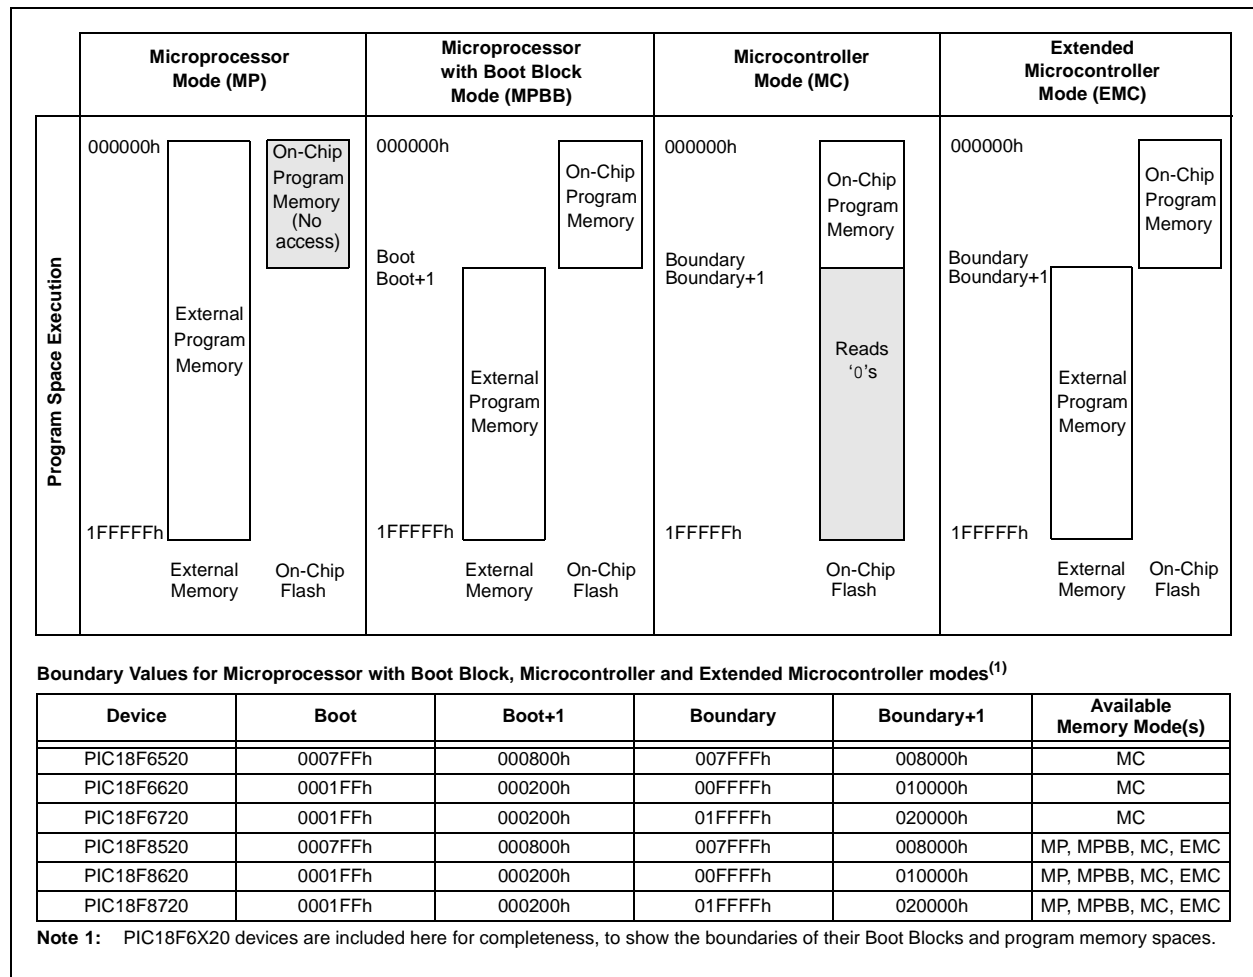 Microprocessor
Mode (MP)
Microprocessor
with Boot Block
Mode (MPBB)
Microcontroller
Mode (MC)
Extended
Microcontroller
Mode (EMC)
Program Space Execution
000000h
1FFFFFh
External
Program
Memory
On-Chip
Program
Memory
(No
access)
External
Memory
On-Chip
Flash
000000h
Boot
Boot+1
1FFFFFh
External
Program
Memory
On-Chip
Program
Memory
External
Memory
On-Chip
Flash
000000h
Boundary
Boundary+1
1FFFFFh
On-Chip
Program
Memory
Reads
‘0’s
On-Chip
Flash
000000h
Boundary
Boundary+1
1FFFFFh
External
Program
Memory
On-Chip
Program
Memory
External
Memory
On-Chip
Flash
Boundary Values for Microprocessor with Boot Block, Microcontroller and Extended Microcontroller modes(1)
Device Boot Boot+1 Boundary Boundary+1 Available Memory Mode(s)
PIC18F6520 0007FFh 000800h 007FFFh 008000h MC
PIC18F6620 0001FFh 000200h 00FFFFh 010000h MC
PIC18F6720 0001FFh 000200h 01FFFFh 020000h MC
PIC18F8520 0007FFh 000800h 007FFFh 008000h MP, MPBB, MC, EMC
PIC18F8620 0001FFh 000200h 00FFFFh 010000h MP, MPBB, MC, EMC
PIC18F8720 0001FFh 000200h 01FFFFh 020000h MP, MPBB, MC, EMC
Note 1: PIC18F6X20 devices are included here for completeness, to show the boundaries of their Boot Blocks and program memory spaces.